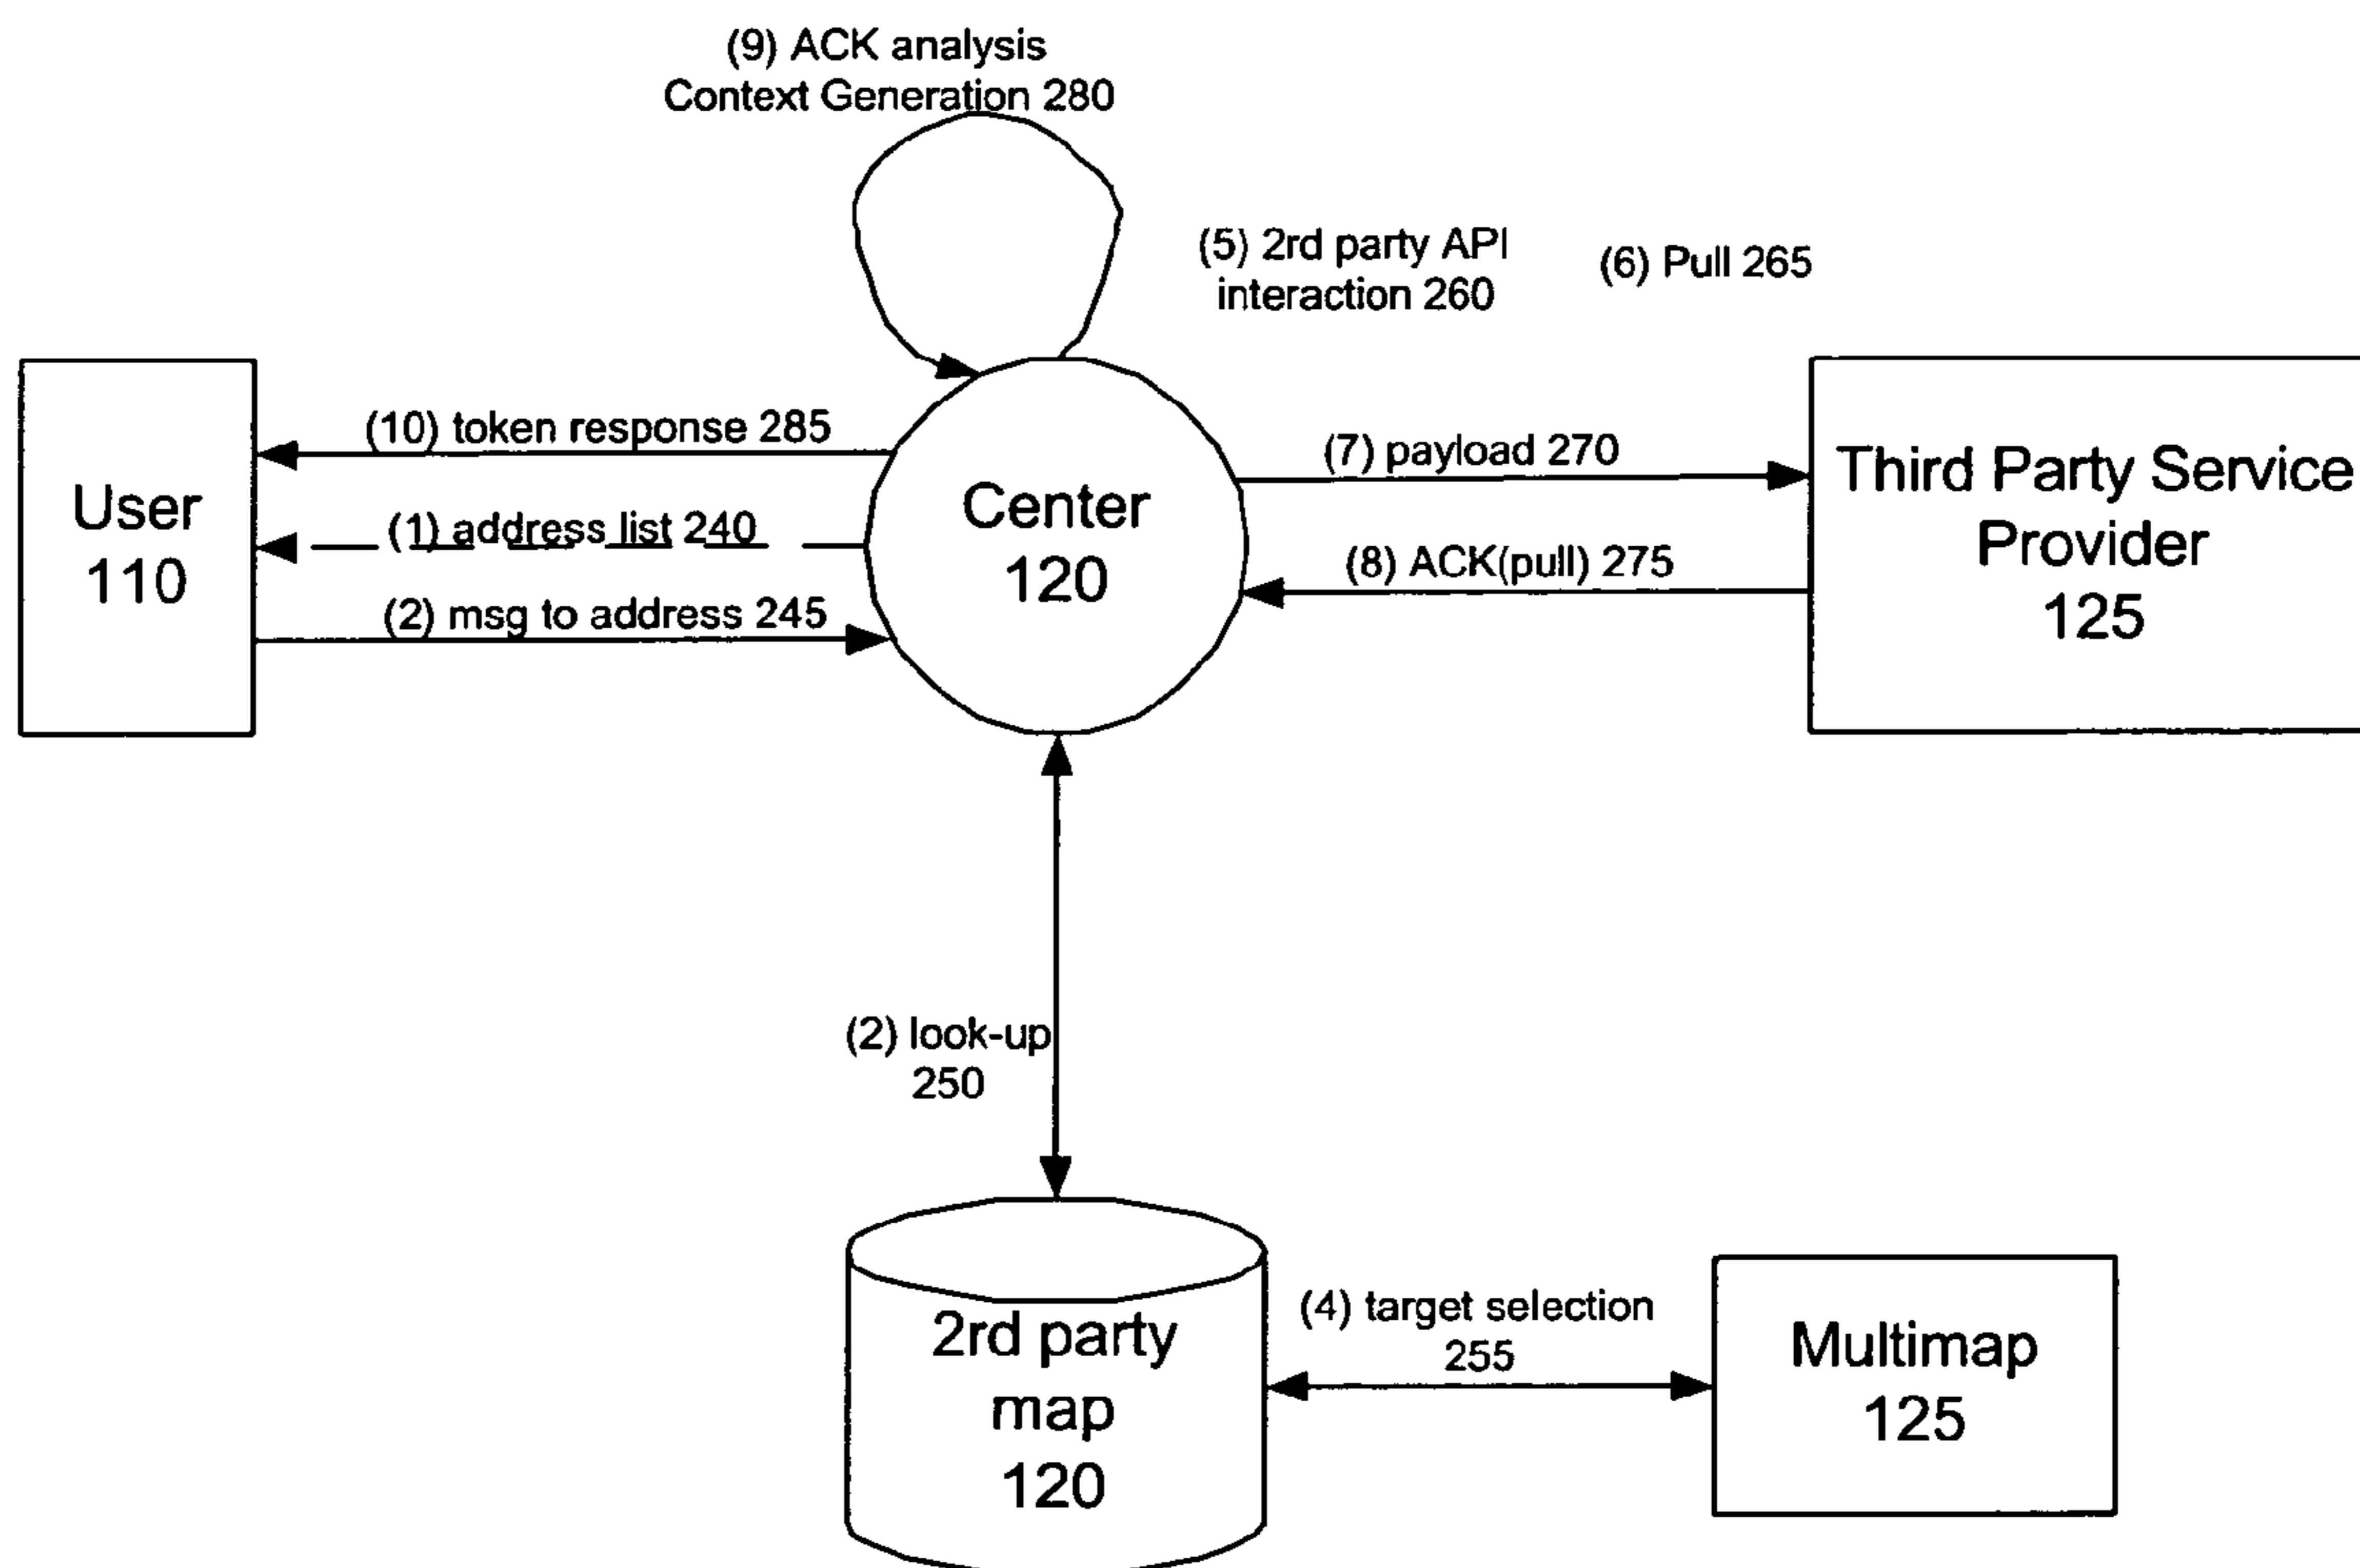 (9) ACK analysis
Context Generation 280
(5) 2rd party API
interaction 260
(6) Pull 265
(10) token response 285
(1) address list 240
(2) msg to address 245
User
110
Center
120
(7) payload 270
(8) ACK(pull) 275
Third Party Service
Provider
125
(2) look-up
250
2rd party
map
120
(4) target selection
255
Multimap
125